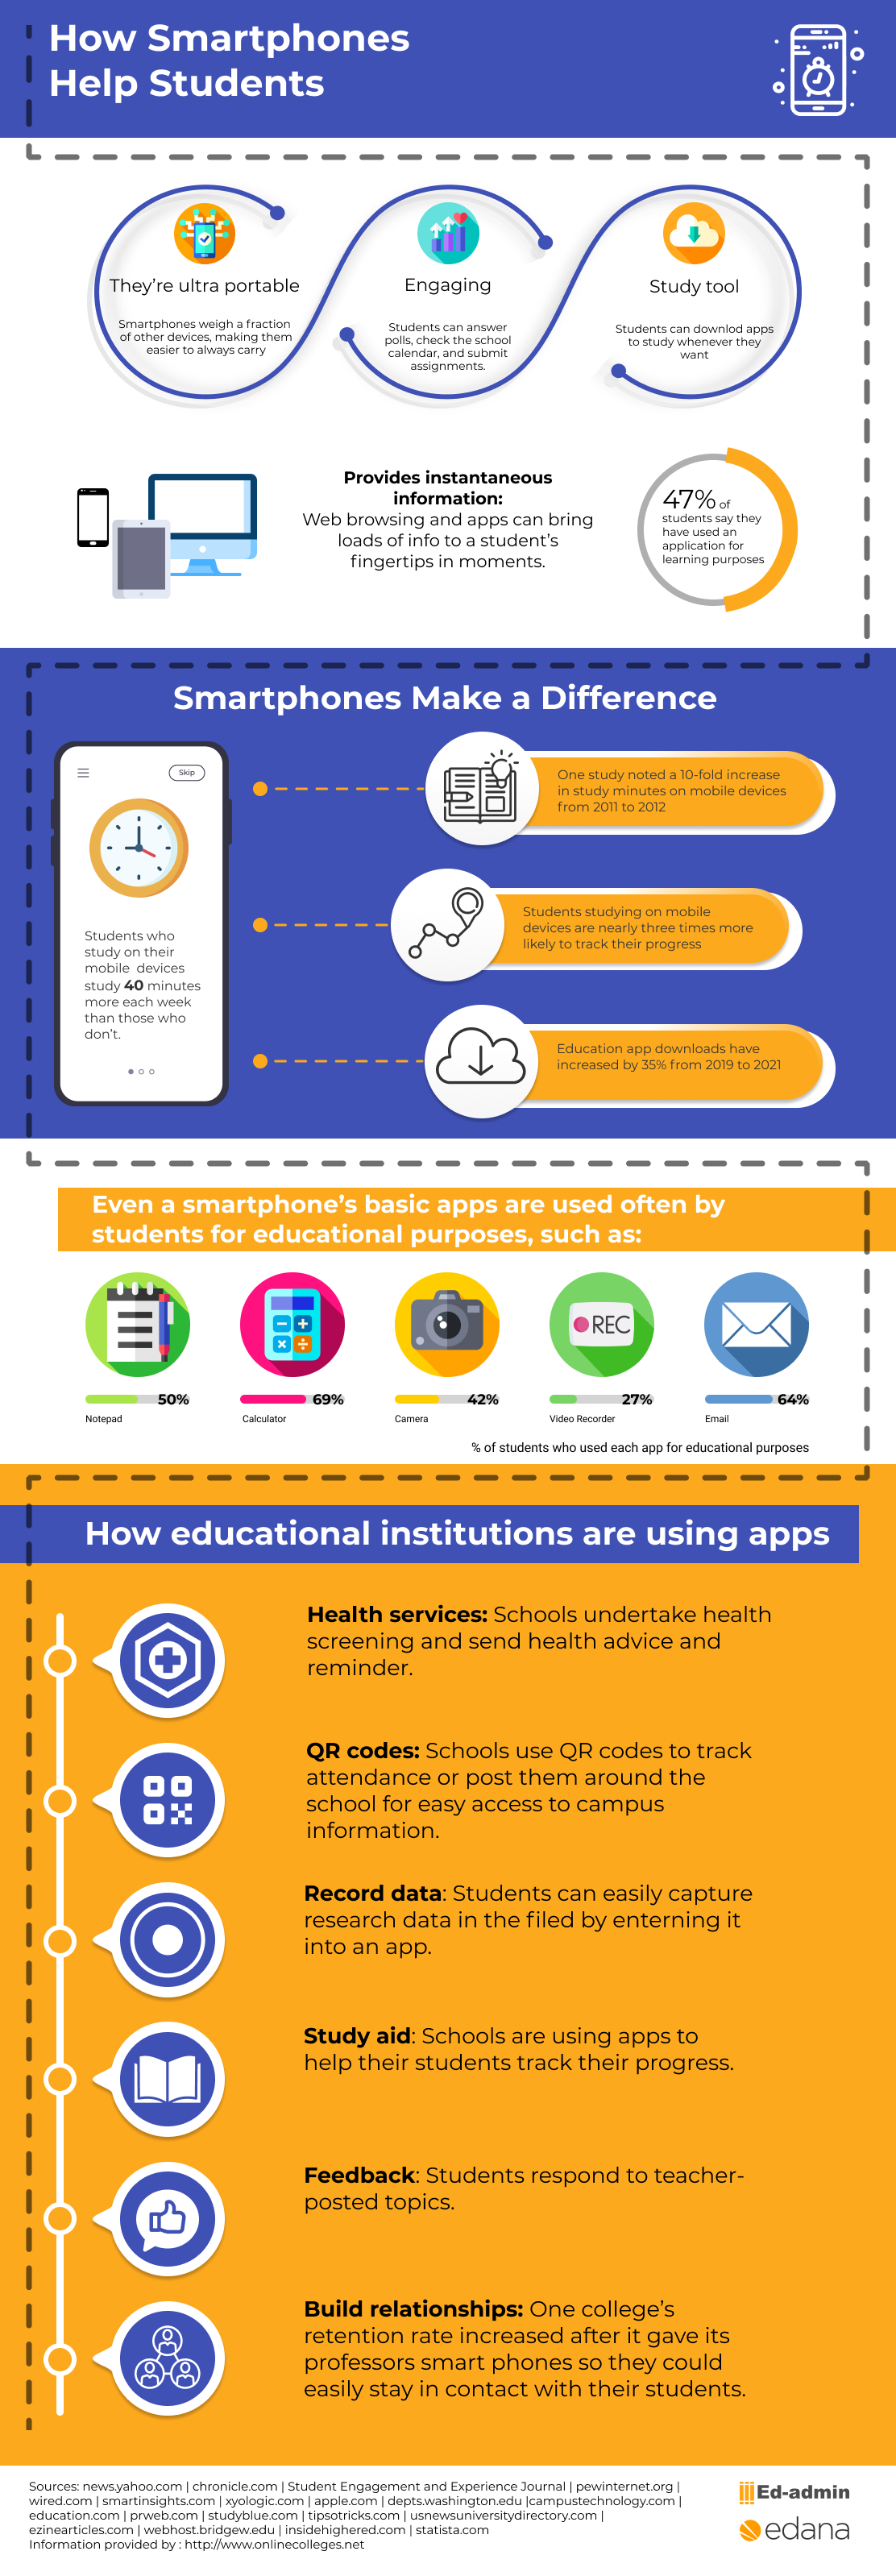 How Smartphones
Help Students
They're ultra portable
Smartphones weigh a fraction
of other devices, making them
easier to always carry
Engaging
Students can answer
polls, check the school
calendar, and submit
assignments.
Study tool
Students can downlod apps
to study whenever they
want
Provides instantaneous
information:
Web browsing and apps can bring
loads of info to a student's
fingertips in moments.
47% of
students say they
have used an
application for
learning purposes
Smartphones Make a Difference
Skip
Students who
study on their
mobile devices
study 40 minutes
more each week
than those who
don't.
One study noted a 10-fold increase
in study minutes on mobile devices
from 2011 to 2012
Students studying on mobile
devices are nearly three times more
likely to track their progress
Education app downloads have
increased by 35% from 2019 to 2021
Even a smartphone's basic apps are used often by
students for educational purposes, such as:
REC
50%
Notepad
69%
Calculator
42%
Camera
27%
Video Recorder
64%
Email
% of students who used each app for educational purposes
How educational institutions are using apps
Health services: Schools undertake health
screening and send health advice and
reminder.
QR codes: Schools use QR codes to track
attendance or post them around the
school for easy access to campus
information.
Record data: Students can easily capture
research data in the filed by enterning it
into an app.
Study aid: Schools are using apps to
help their students track their progress.
Feedback: Students respond to teacher-
posted topics.
Build relationships: One college's
retention rate increased after it gave its
professors smart phones so they could
easily stay in contact with their students.
Sources: news.yahoo.com | chronicle.com | Student Engagement and Experience Journal | pewinternet.org |
wired.com | smartinsights.com | xyologic.com | apple.com | depts.washington.edu |campustechnology.com |
education.com | prweb.com | studyblue.com | tipsotricks.com | usnewsuniversitydirectory.com |
ezinearticles.com | webhost.bridgew.edu | insidehighered.com | statista.com
Information provided by : http://www.onlinecolleges.net
Ed-admin
edana